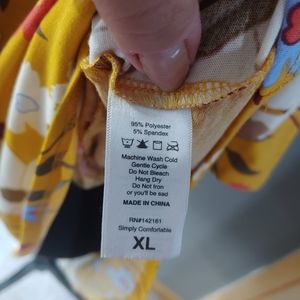 95% Polyester
5% Spandex
Machine Wash Cold
Gentle Cycle
Do Not Bleach
Hang Dry
Do Not Iron
or you'll be sad
MADE IN CHINA
RN#142161
Simply Comfortable
XL